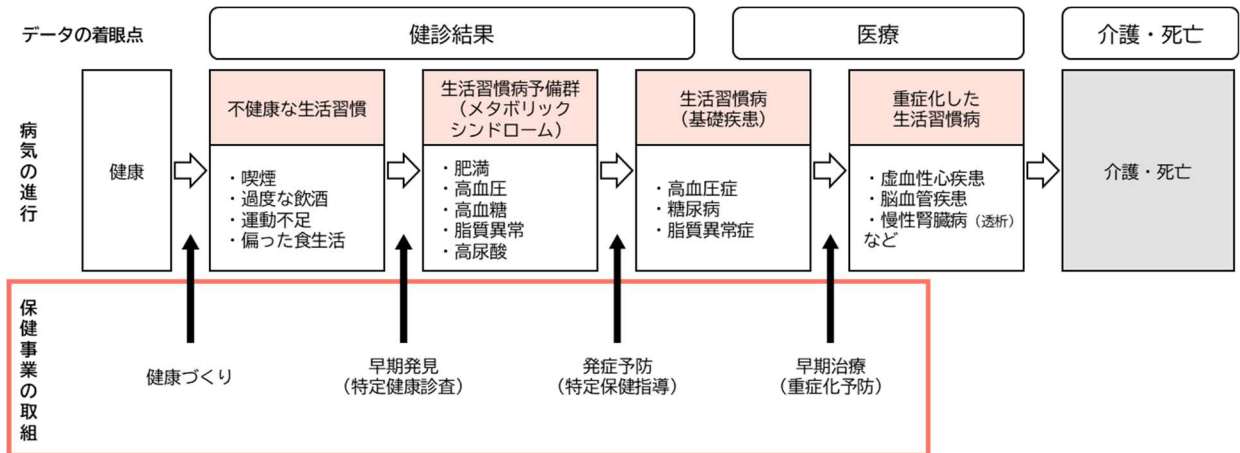 データの着眼点
健診結果
医療
介護・死亡
病気の進行
健康
不健康な生活習慣
・喫煙
・過度な飲酒
・運動不足
・偏った食生活
生活習慣病予備群
（メタボリック
シンドローム）
・肥満
・高血圧
・高血糖
・脂質異常
・高尿酸
生活習慣病
（基礎疾患）
・高血圧症
・糖尿病
・脂質異常症
重症化した
生活習慣病
・虚血性心疾患
・脳血管疾患
・慢性腎臓病（透析）
など
介護・死亡
保健事業の取組
健康づくり
早期発見
（特定健康診査）
発症予防
（特定保健指導）
早期治療
（重症化予防）